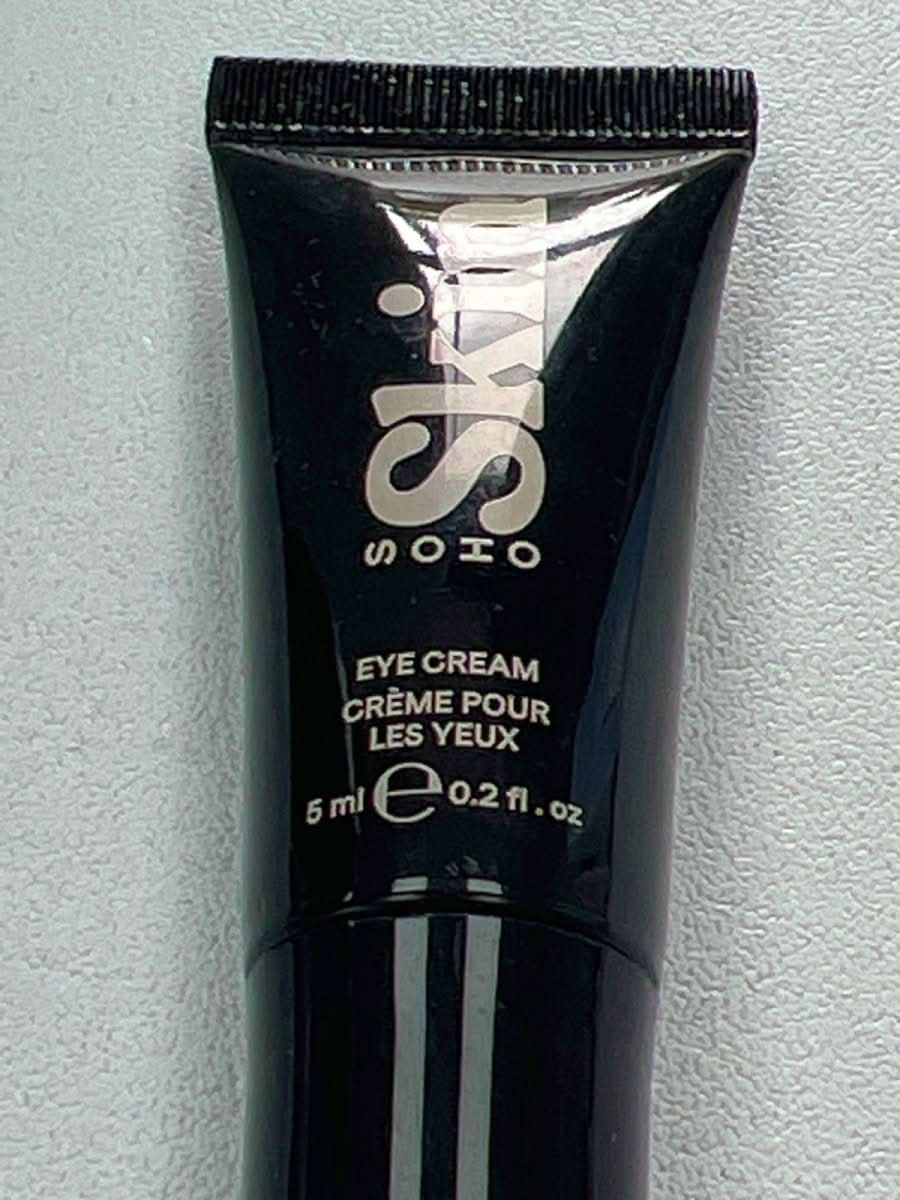 Skin
SOHO
EYE CREAM
CRÈME POUR
LES YEUX
5 ml e 0.2 fl . oz